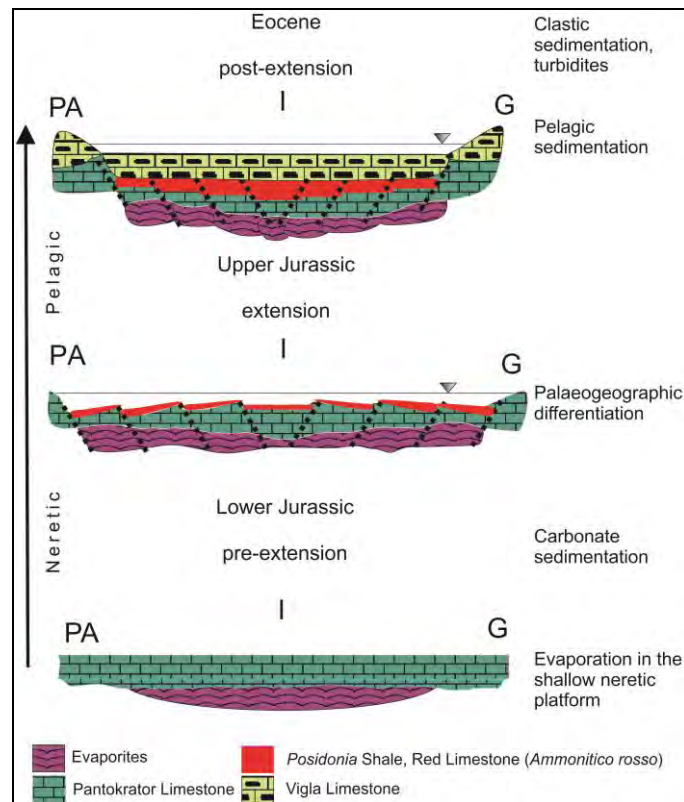 Eocene
post-extension
I
Clastic
sedimentation,
turbidites
PA
G
Pelagic
sedimentation
Pelagic
Upper Jurassic
extension
I
PA
G
Palaeogeographic
differentiation
Neretic
Lower Jurassic
pre-extension
I
Carbonate
sedimentation
PA
G
Evaporation in the
shallow neretic
platform
Evaporites
Posidonia Shale, Red Limestone (Ammonitico rosso)
Pantokrator Limestone
Vigla Limestone